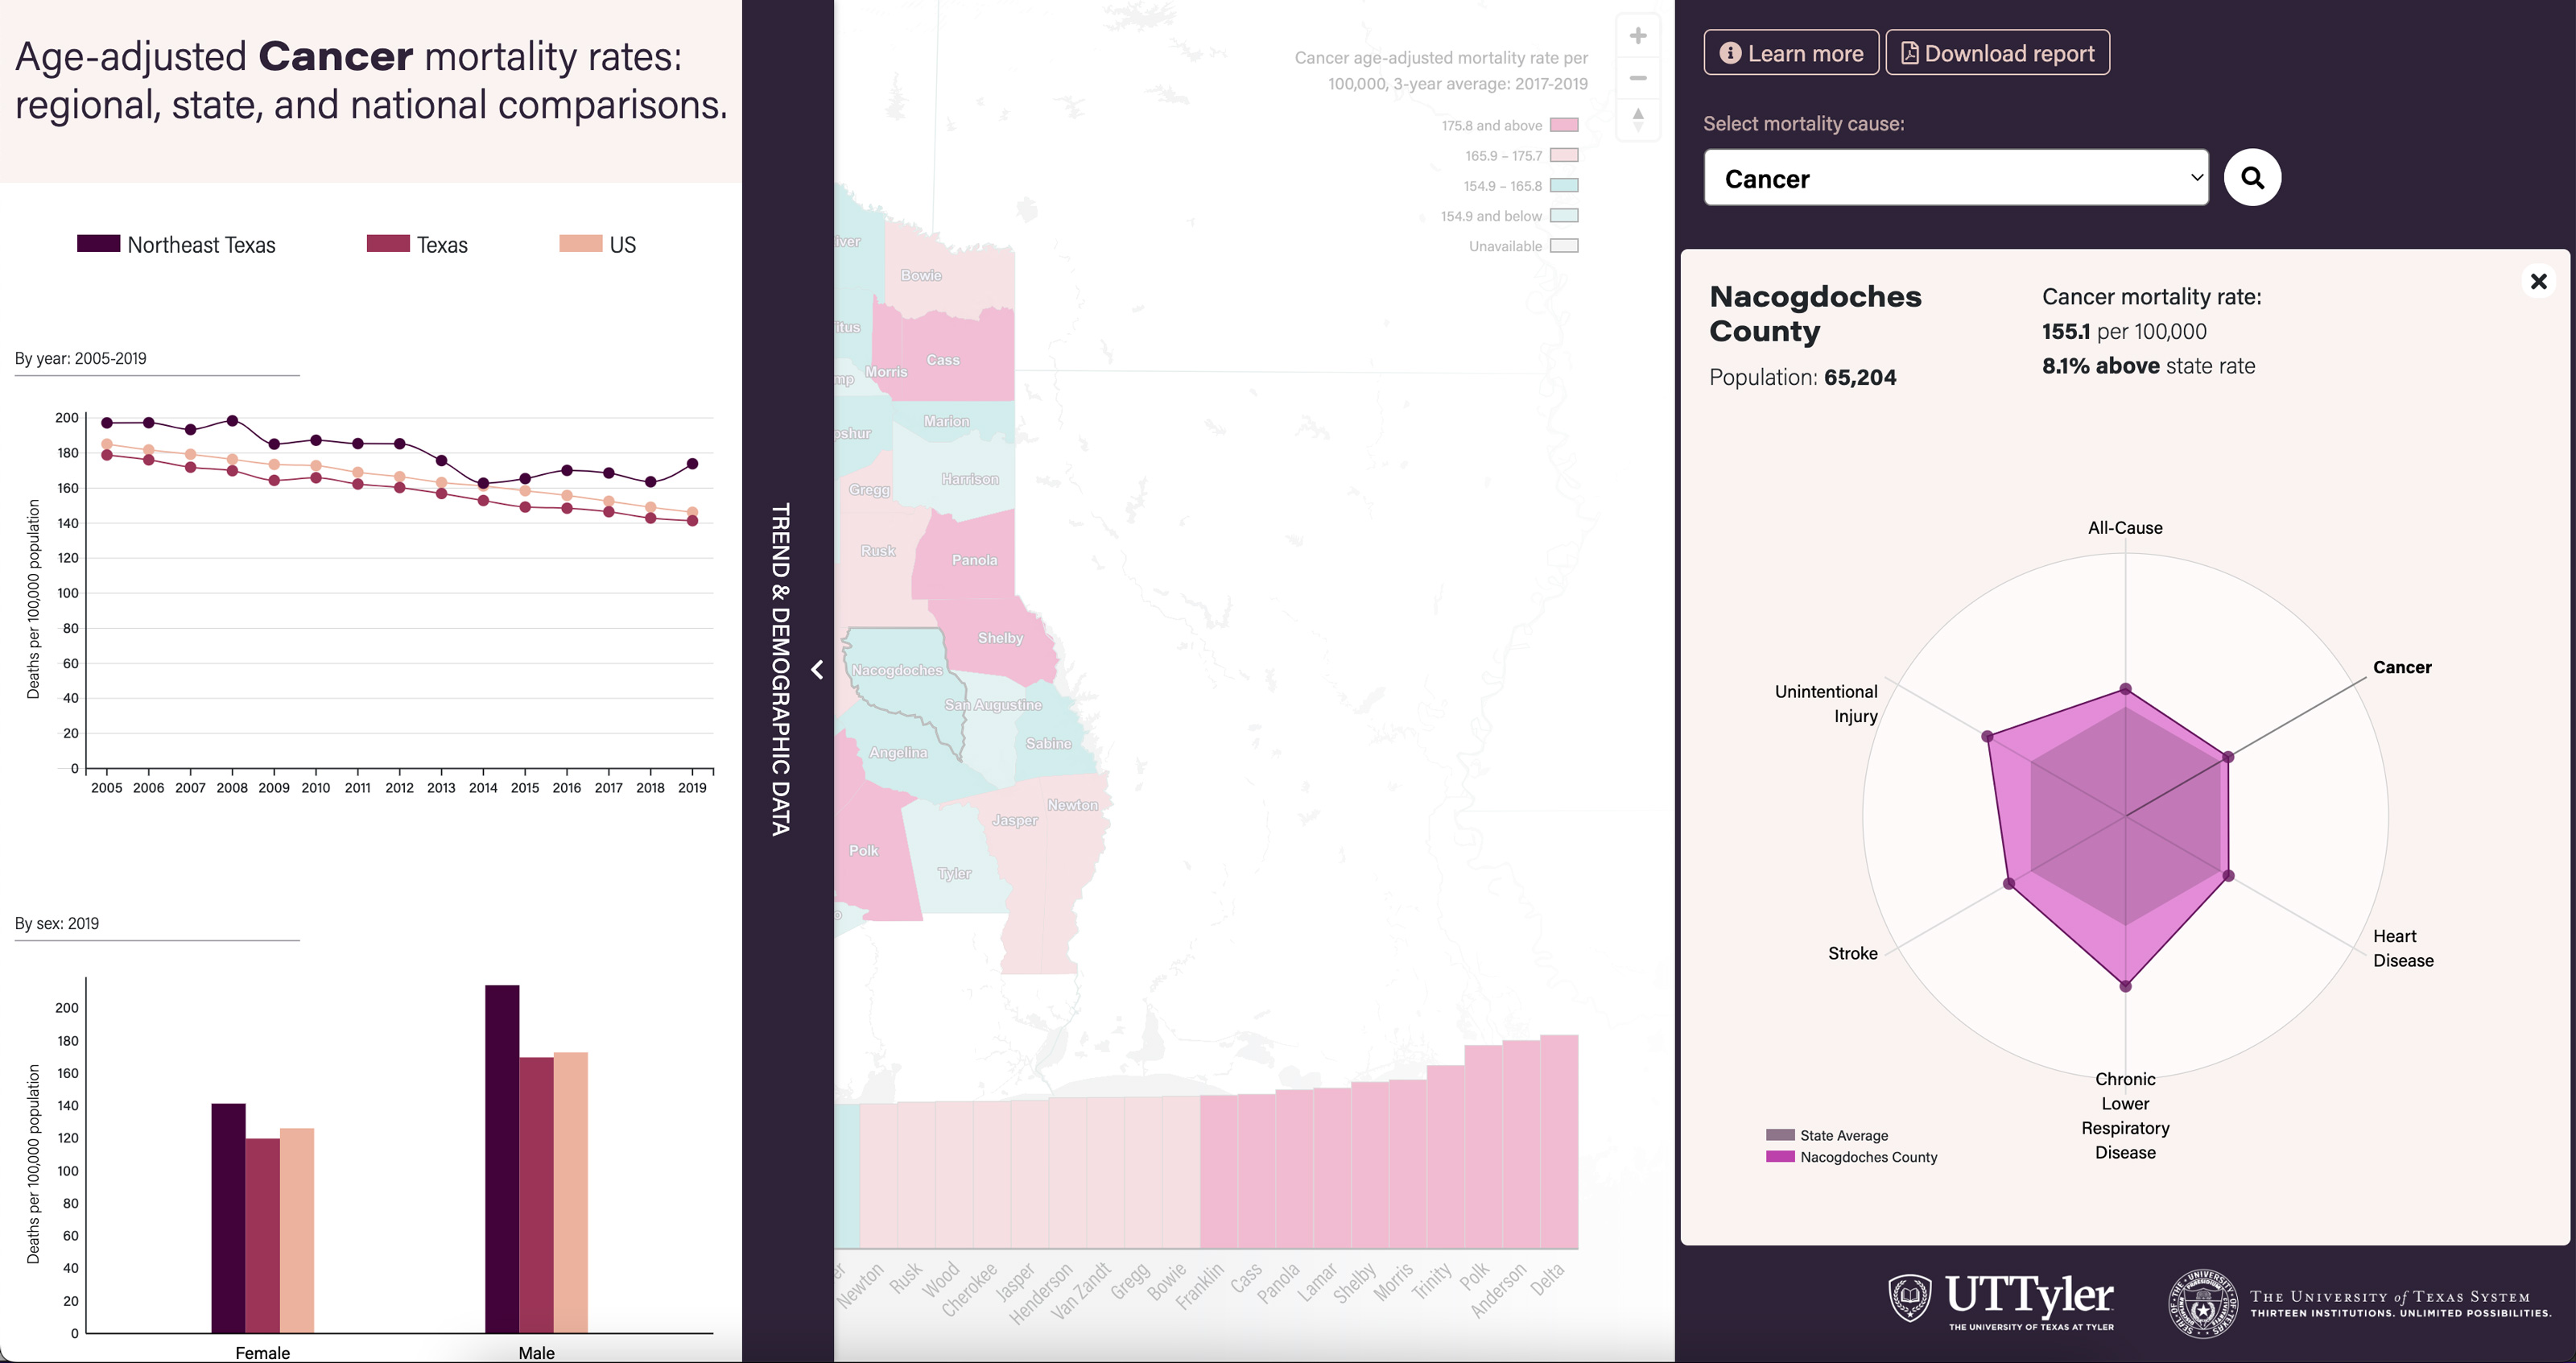 Age-adjusted Cancer mortality rates:
regional, state, and national comparisons.
Northeast Texas
Texas
US
By year: 2005-2019
Deaths per 100,000 population
200
180
160
140
120
100
80
60
40
20
0
2005 2006 2007 2008 2009 2010 2011 2012 2013 2014 2015 2016 2017 2018 2019
By sex: 2019
Deaths per 100,000 population
200
180
160
140
120
100
80
60
40
20
0
Female
Male
TREND & DEMOGRAPHIC DATA
Cancer age-adjusted mortality rate per
100,000, 3-year average: 2017-2019
175.8 and above
165.9 – 175.7
154.9 – 165.8
154.9 and below
Unavailable
Bowie
Cass
Morris
Marion
Harrison
Gregg
Rusk
Panola
Shelby
Nacogdoches
San Augustine
Sabine
Angelina
Newton
Jasper
Polk
Tyler
Newton
Rusk
Wood
Cherokee
Jasper
Henderson
Van Zandt
Gregg
Bowie
Franklin
Cass
Panola
Lamar
Shelby
Morris
Trinity
Polk
Anderson
Delta
Learn more
Download report
Select mortality cause:
Cancer
Nacogdoches
County
Population: 65,204
Cancer mortality rate:
155.1 per 100,000
8.1% above state rate
All-Cause
Cancer
Heart
Disease
Chronic
Lower
Respiratory
Disease
Stroke
Unintentional
Injury
State Average
Nacogdoches County
UTTyler
THE UNIVERSITY OF TEXAS AT TYLER
THE UNIVERSITY of TEXAS SYSTEM
THIRTEEN INSTITUTIONS. UNLIMITED POSSIBILITIES.